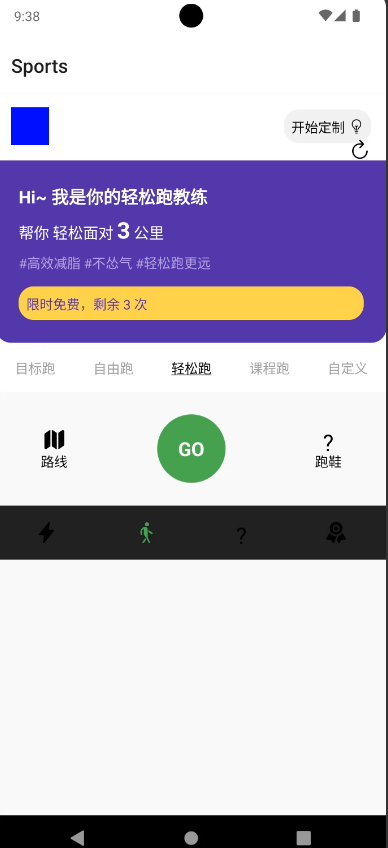 9:38
Sports
开始定制
Hi~ 我是你的轻松跑教练
帮你 轻松面对 3 公里
#高效减脂 #不怂气 #轻松跑更远
限时免费，剩余 3 次
目标跑 自由跑 轻松跑 课程跑 自定义
GO
? 
路线 跑鞋
?